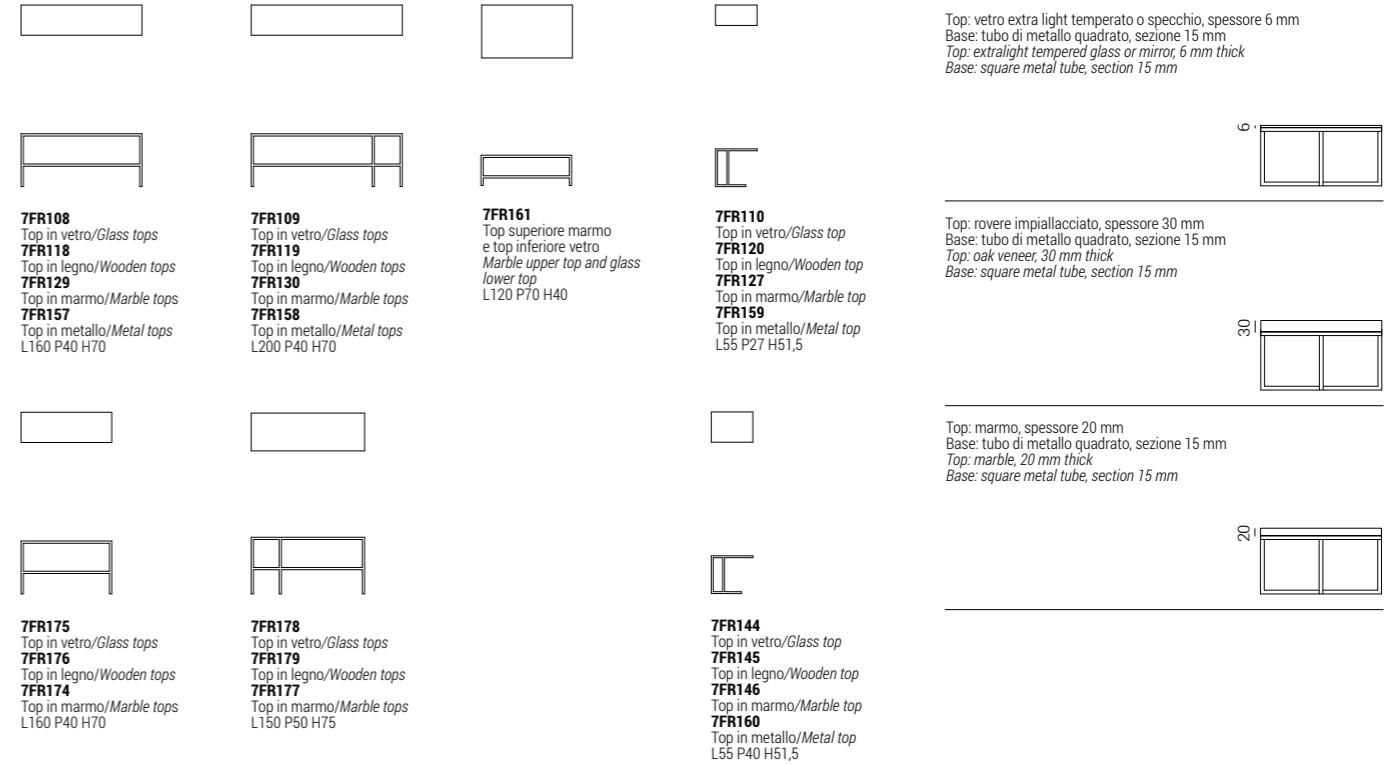 7FR108
Top in vetro/Glass tops
7FR118
Top in legno/Wooden tops
7FR129
Top in marmo/Marble tops
7FR157
Top in metallo/Metal tops
L160 P40 H70
7FR109
Top in vetro/Glass tops
7FR119
Top in legno/Wooden tops
7FR130
Top in marmo/Marble tops
7FR158
Top in metallo/Metal tops
L200 P40 H70
7FR161
Top superiore marmo
e top inferiore vetro
Marble upper top and glass
lower top
L120 P70 H40
7FR110
Top in vetro/Glass top
7FR120
Top in legno/Wooden top
7FR127
Top in marmo/Marble top
7FR159
Top in metallo/Metal top
L55 P27 H51,5
7FR175
Top in vetro/Glass tops
7FR176
Top in legno/Wooden tops
7FR174
Top in marmo/Marble tops
L160 P40 H70
7FR178
Top in vetro/Glass tops
7FR179
Top in legno/Wooden tops
7FR177
Top in marmo/Marble tops
L150 P50 H75
7FR144
Top in vetro/Glass top
7FR145
Top in legno/Wooden top
7FR146
Top in marmo/Marble top
7FR160
Top in metallo/Metal top
L55 P40 H51,5
Top: vetro extra light temperato o specchio, spessore 6 mm
Base: tubo di metallo quadrato, sezione 15 mm
Top: extralight tempered glass or mirror, 6 mm thick
Base: square metal tube, section 15 mm
6
Top: rovere impiallacciato, spessore 30 mm
Base: tubo di metallo quadrato, sezione 15 mm
Top: oak veneer, 30 mm thick
Base: square metal tube, section 15 mm
30
Top: marmo, spessore 20 mm
Base: tubo di metallo quadrato, sezione 15 mm
Top: marble, 20 mm thick
Base: square metal tube, section 15 mm
20